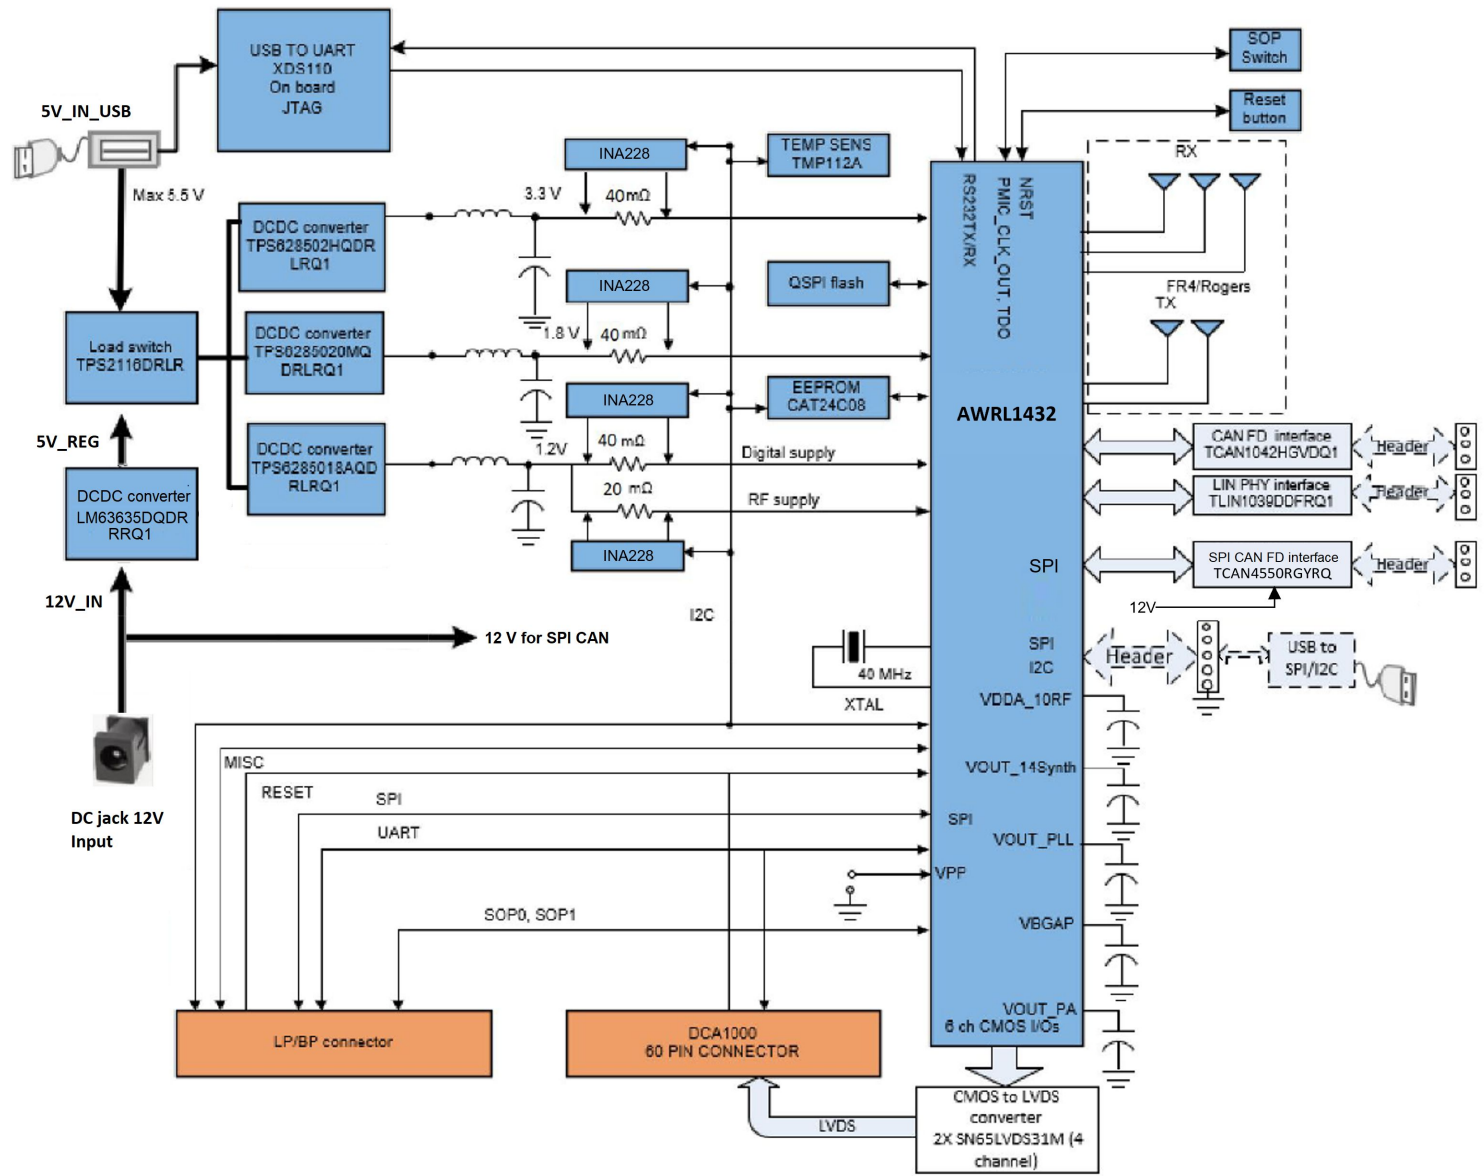 USB TO UART
XDS110
On board
JTAG
SOP
Switch
Reset
button
5V_IN_USB
Max 5.5 V
INA228
TEMP SENS
TMP112A
RX
3.3 V
40mΩ
DCDC converter
TPS628502HQDR
LRQ1
RS232TX/RX
PMIC_CLK_OUT, TDO
NRST
INA228
QSPI flash
FR4/Rogers
TX
Load switch
TPS2116DRLR
DCDC converter
TPS6285020MQ
DRLRQ1
1.8 V
40 mΩ
INA228
EEPROM
CAT24C08
AWRL1432
5V_REG
DCDC converter
TPS6285018AQD
RLRQ1
1.2V
40 mΩ
Digital supply
20 mΩ
RF supply
INA228
CAN FD interface
TCAN1042HGVDQ1
Header
LIN PHY interface
TLIN1039DDFRQ1
Header
DCDC converter
LM63635DQDR
RRQ1
SPI
SPI CAN FD interface
TCAN4550RGYRQ
Header
12V
12V_IN
I2C
12 V for SPI CAN
40 MHz
XTAL
SPI
I2C
Header
USB to
SPI/I2C
VDDA_10RF
DC jack 12V
Input
MISC
RESET
SPI
UART
SOP0, SOP1
VOUT_14Synth
SPI
VOUT_PLL
VPP
VBGAP
VOUT_PA
6 ch CMOS I/Os
LP/BP connector
DCA1000
60 PIN CONNECTOR
LVDS
CMOS to LVDS
converter
2X SN65LVDS31M (4
channel)